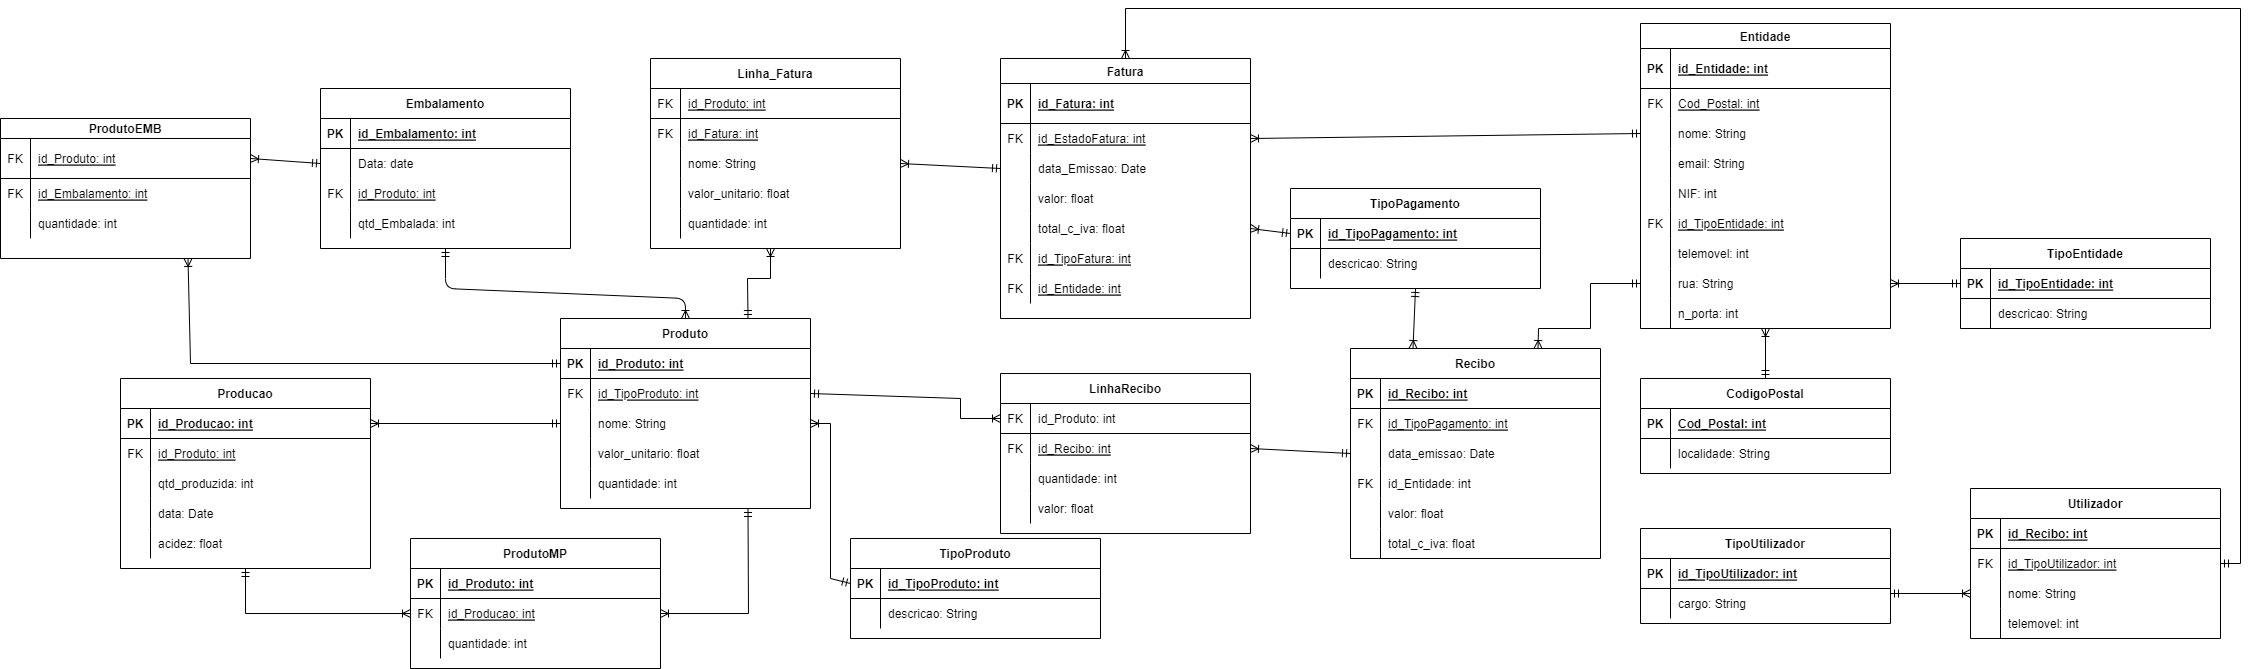 ProdutoEMB
FK id_Produto: int
FK id_Embalamento: int
quantidade: int
Embalamento
PK id_Embalamento: int
Data: date
FK id_Produto: int
qtd_Embalada: int
Linha_Fatura
FK id_Produto: int
FK id_Fatura: int
nome: String
valor_unitario: float
quantidade: int
Fatura
PK id_Fatura: int
FK id_EstadoFatura: int
data_Emissao: Date
valor: float
total_c_iva: float
FK id_TipoFatura: int
FK id_Entidade: int
TipoPagamento
PK id_TipoPagamento: int
descricao: String
Entidade
PK id_Entidade: int
FK Cod_Postal: int
nome: String
email: String
NIF: int
FK id_TipoEntidade: int
telemovel: int
rua: String
n_porta: int
TipoEntidade
PK id_TipoEntidade: int
descricao: String
Produto
PK id_Produto: int
FK id_TipoProduto: int
nome: String
valor_unitario: float
quantidade: int
Producao
PK id_Producao: int
FK id_Produto: int
qtd_produzida: int
data: Date
acidez: float
LinhaRecibo
FK id_Produto: int
FK id_Recibo: int
quantidade: int
valor: float
Recibo
PK id_Recibo: int
FK id_TipoPagamento: int
data_emissao: Date
FK id_Entidade: int
valor: float
total_c_iva: float
CodigoPostal
PK Cod_Postal: int
localidade: String
ProdutoMP
PK id_Produto: int
FK id_Producao: int
quantidade: int
TipoProduto
PK id_TipoProduto: int
descricao: String
TipoUtilizador
PK id_TipoUtilizador: int
cargo: String
Utilizador
PK id_Recibo: int
FK id_TipoUtilizador: int
nome: String
telemovel: int